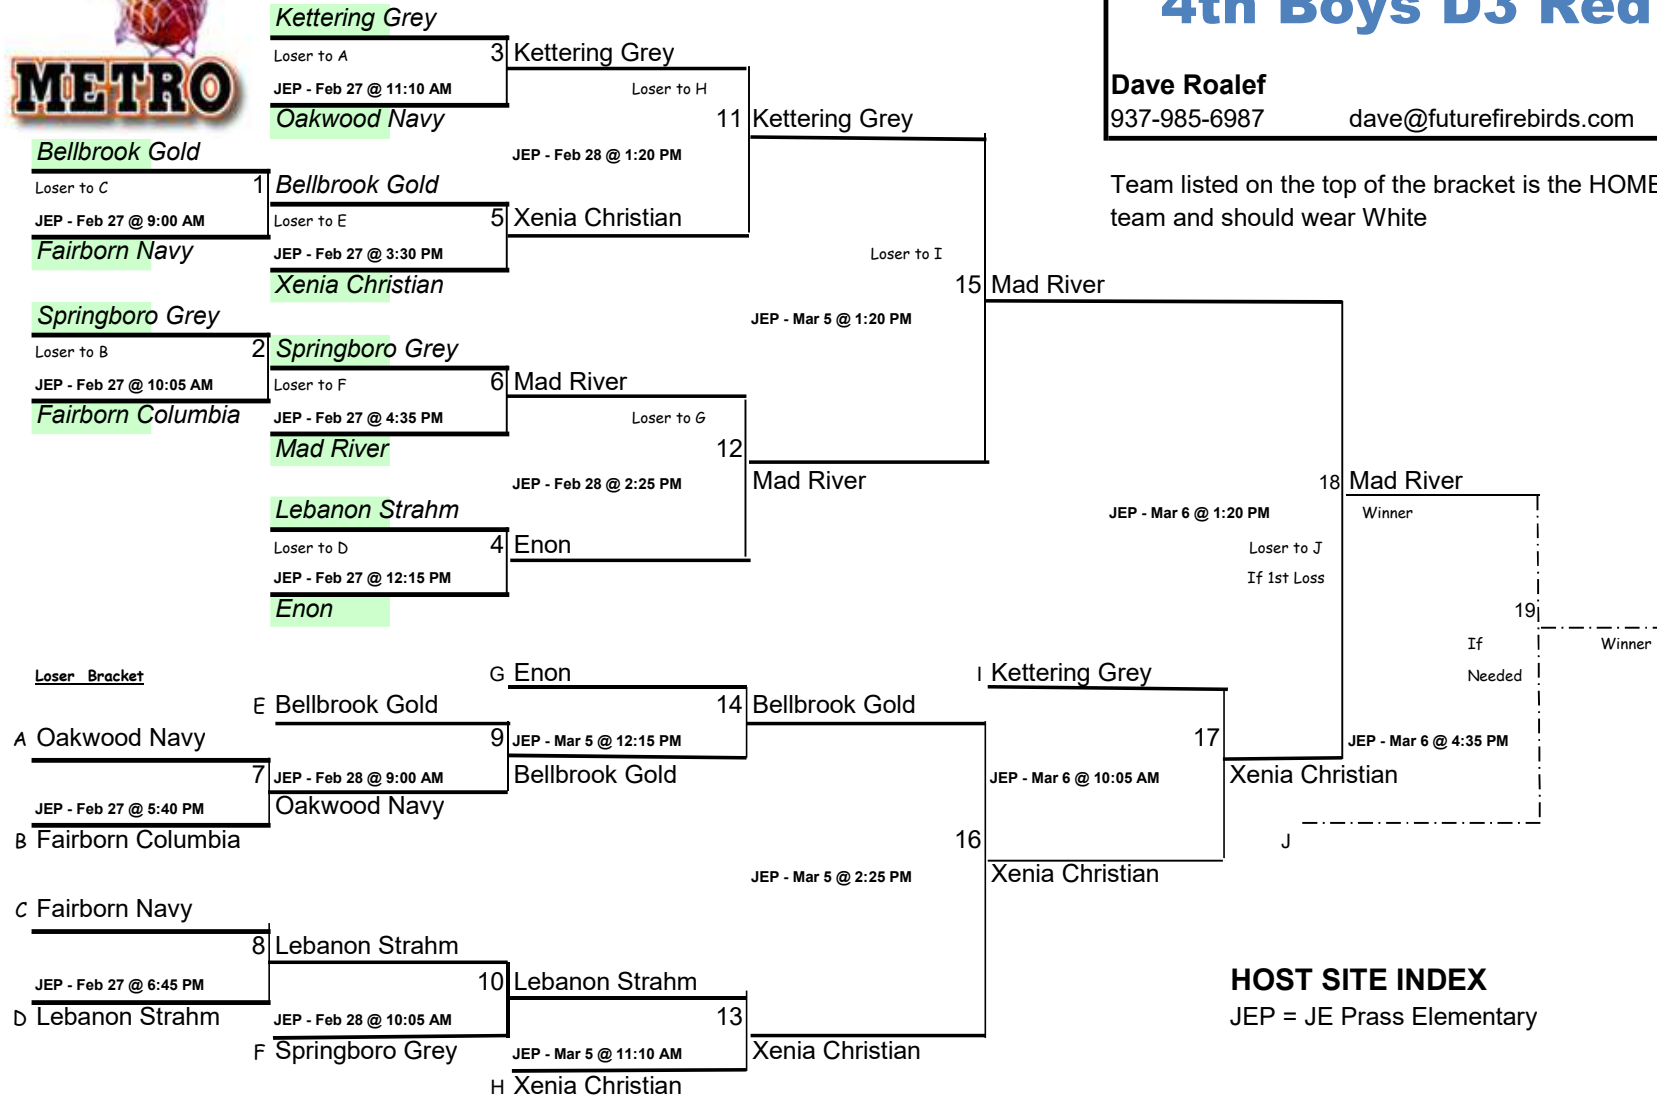 4th Boys D3 Red
METRO
Dave Roalef
937-985-6987 dave@futurefirebirds.com
Team listed on the top of the bracket is the HOME
team and should wear White
Kettering Grey
Loser to A
3 Kettering Grey
JEP - Feb 27 @ 11:10 AM
Loser to H
Oakwood Navy
11 Kettering Grey
Bellbrook Gold
JEP - Feb 28 @ 1:20 PM
Loser to C
1 Bellbrook Gold
JEP - Feb 27 @ 9:00 AM
Loser to E
5 Xenia Christian
Fairborn Navy
JEP - Feb 27 @ 3:30 PM
Loser to I
Xenia Christian
15 Mad River
Springboro Grey
JEP - Mar 5 @ 1:20 PM
Loser to B
2 Springboro Grey
JEP - Feb 27 @ 10:05 AM
Loser to F
6 Mad River
Fairborn Columbia
JEP - Feb 27 @ 4:35 PM
Loser to G
Mad River
12
JEP - Feb 28 @ 2:25 PM
Mad River
18 Mad River
Lebanon Strahm
JEP - Mar 6 @ 1:20 PM
Winner
Loser to D
4 Enon
Loser to J
JEP - Feb 27 @ 12:15 PM
If 1st Loss
Enon
19
If
Needed
Winner
Loser Bracket
G Enon
I Kettering Grey
E Bellbrook Gold
14 Bellbrook Gold
A Oakwood Navy
9 JEP - Mar 5 @ 12:15 PM
17
JEP - Mar 6 @ 4:35 PM
7 JEP - Feb 28 @ 9:00 AM
Bellbrook Gold
JEP - Mar 6 @ 10:05 AM
Xenia Christian
JEP - Feb 27 @ 5:40 PM
Oakwood Navy
B Fairborn Columbia
16
J
JEP - Mar 5 @ 2:25 PM
Xenia Christian
C Fairborn Navy
8 Lebanon Strahm
JEP - Feb 27 @ 6:45 PM
10 Lebanon Strahm
D Lebanon Strahm
JEP - Feb 28 @ 10:05 AM
13
F Springboro Grey
JEP - Mar 5 @ 11:10 AM
Xenia Christian
H Xenia Christian
HOST SITE INDEX
JEP = JE Prass Elementary